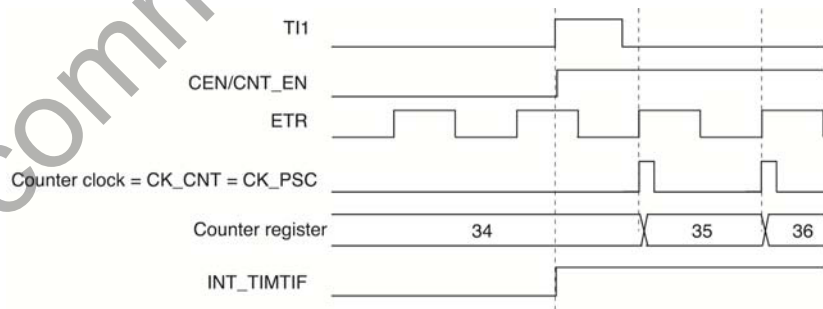 TI1
CEN/CNT_EN
ETR
Counter clock = CK_CNT = CK_PSC
Counter register 34 35 36
INT_TIMTIF